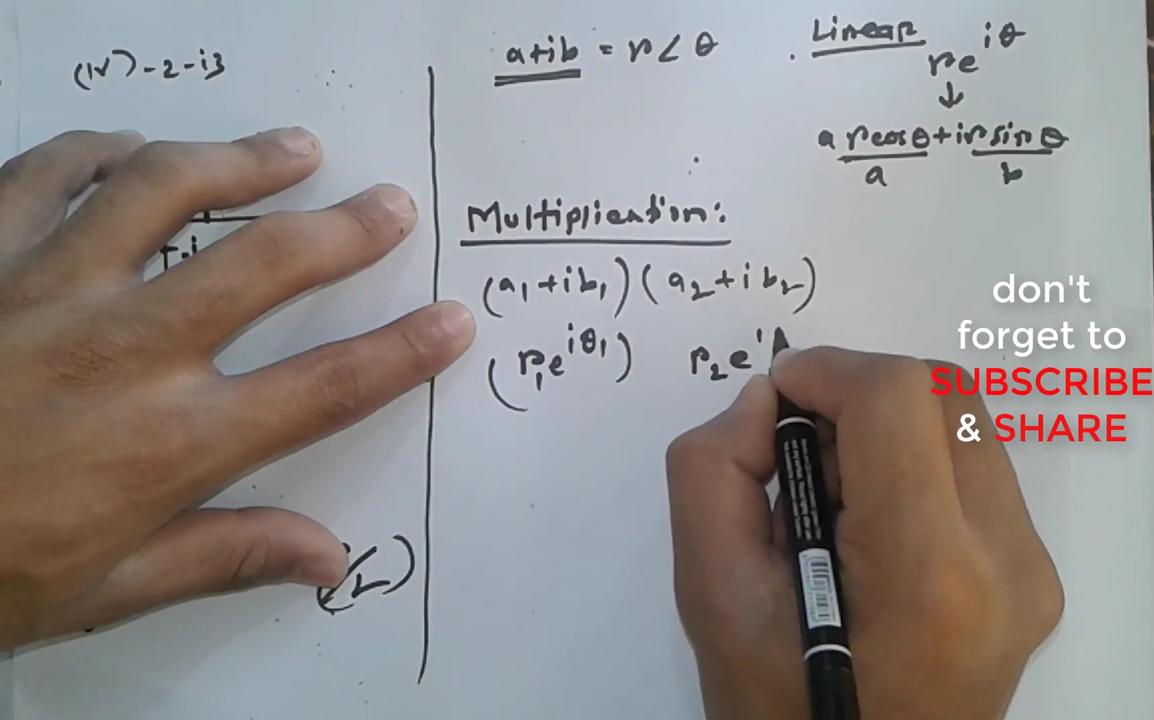 (IV) -2-i3
a+ib = r∠θ
Linear
re^iθ
↓
a rcosθ+irsinθ
a b
Multiplication:
(a₁+ib₁)(a₂+ib₂)
(r₁e^iθ₁) r₂e^i
don't
forget to
SUBSCRIBE
& SHARE